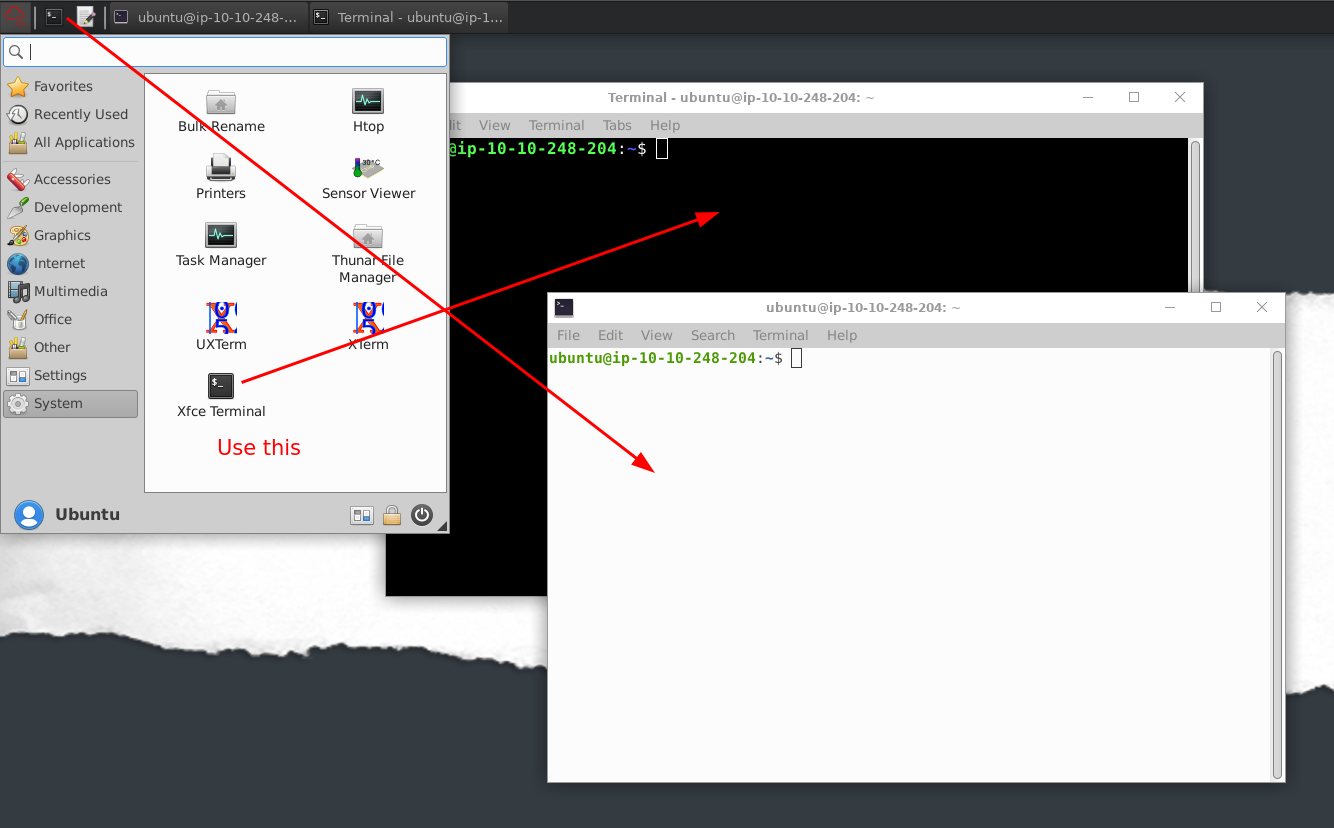 ubuntu@ip-10-10-248-...
Terminal - ubuntu@ip-1...
Favorites
Recently Used
All Applications
Accessories
Development
Graphics
Internet
Multimedia
Office
Other
Settings
System
Bulk Rename
Htop
Printers
Sensor Viewer
30°C
Task Manager
Thunar File
Manager
UXTerm
XTerm
$_
Xfce Terminal
Use this
Ubuntu
Terminal - ubuntu@ip-10-10-248-204: ~
dit View Terminal Tabs Help
@ip-10-10-248-204:~$
ubuntu@ip-10-10-248-204: ~
File Edit View Search Terminal Help
ubuntu@ip-10-10-248-204:~$